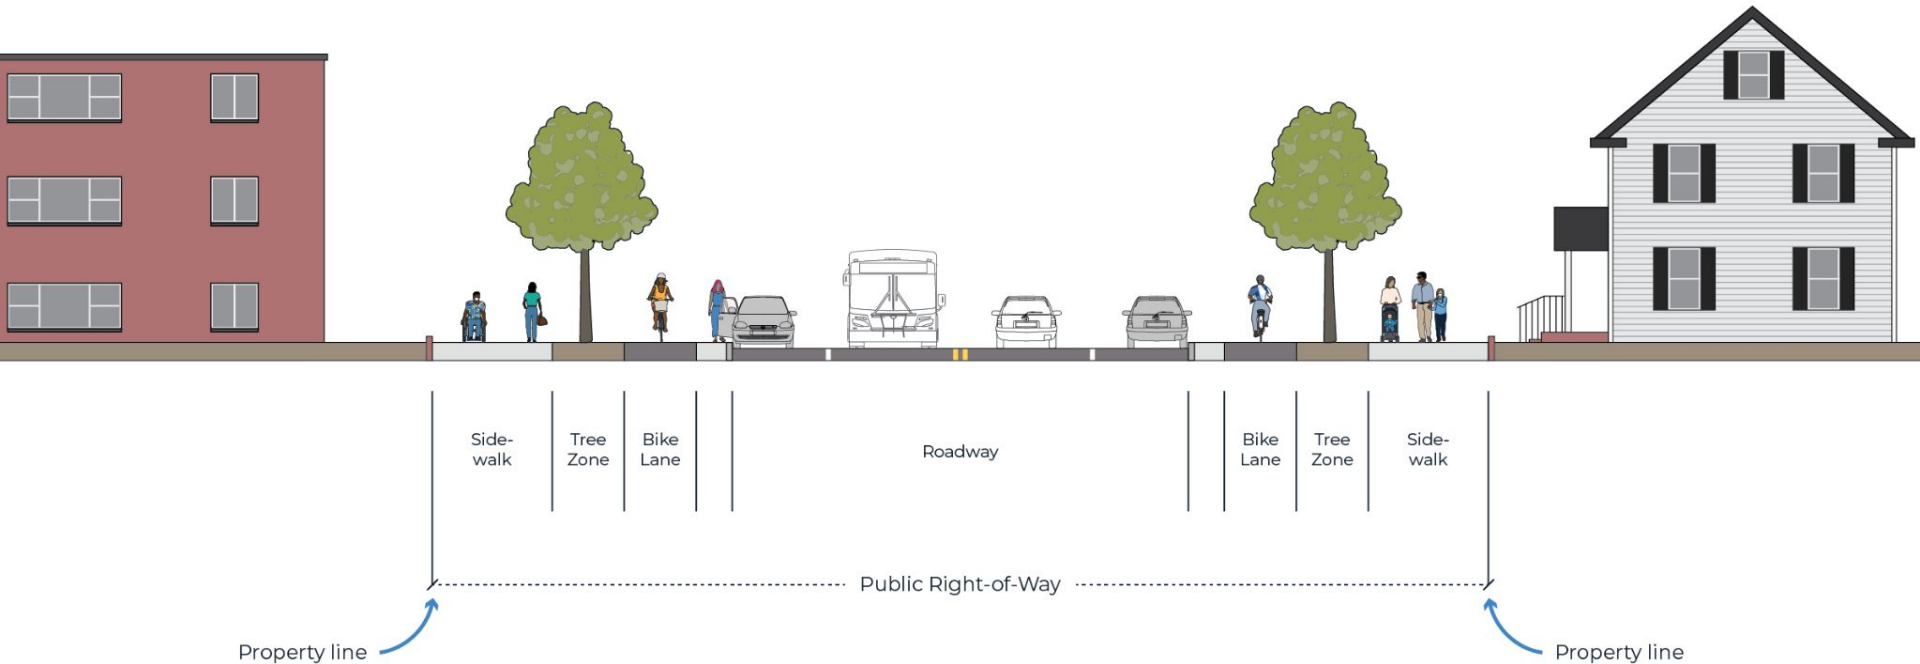 Side-
walk
Tree
Zone
Bike
Lane
Roadway
Bike
Lane
Tree
Zone
Side-
walk
Public Right-of-Way
Property line
Property line